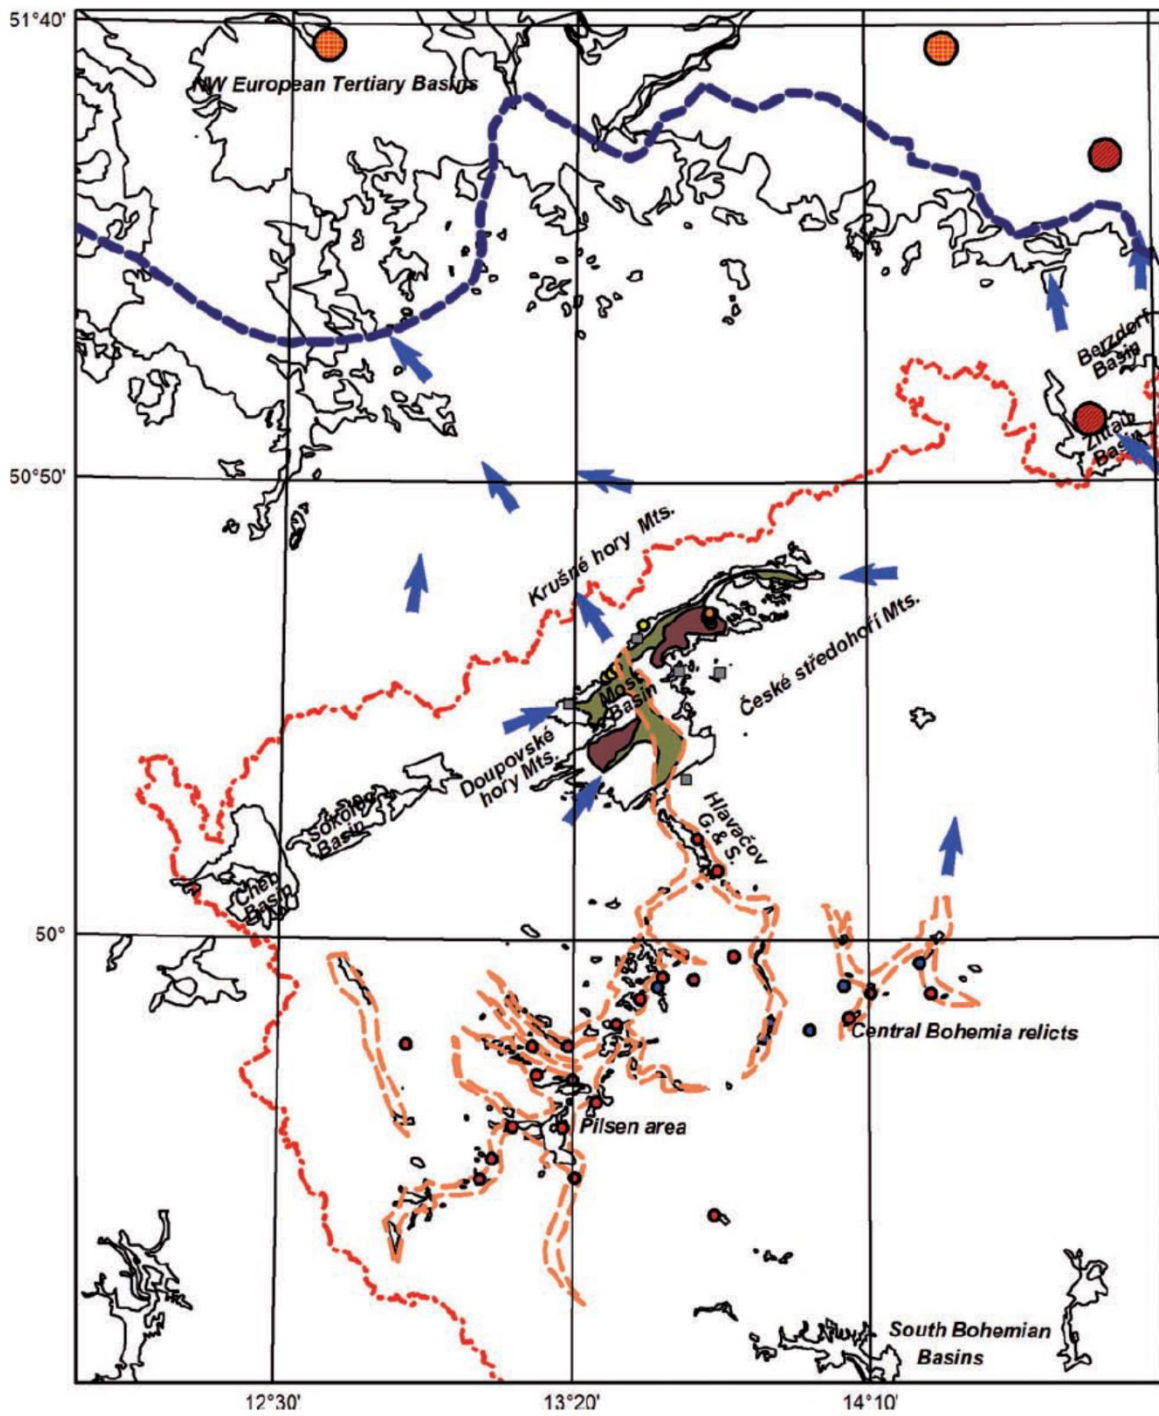 51°40'
NW European Tertiary Basins
Berzdorf
Basin
Zittau
Basin
50°50'
Krušné hory Mts.
České středohoří Mts.
Most
Basin
Doupovské
hory Mts.
Sokolov
Basin
Hlavačov
G. & S.
Cheb
Basin
50°
Central Bohemia relicts
Pilsen area
South Bohemian
Basins
12°30'
13°20'
14°10'